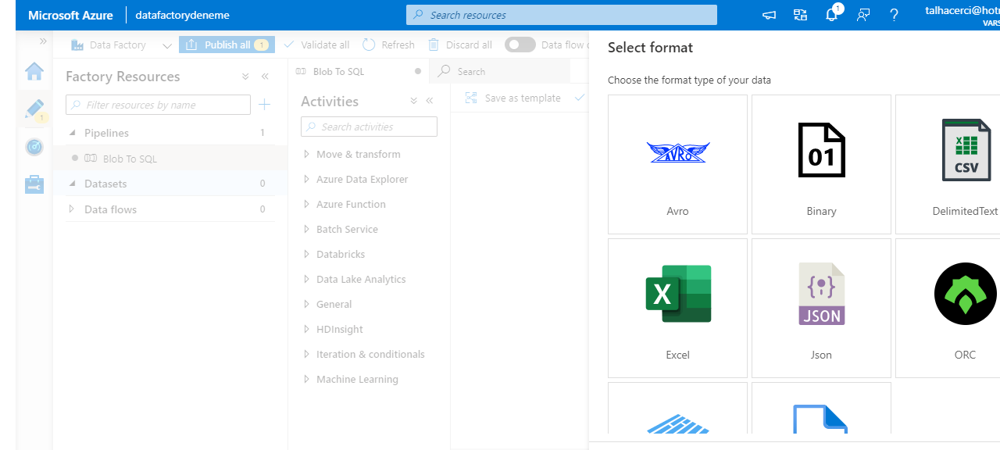 Microsoft Azure
datafactorydeneme
Search resources
1
talhacerci@hotm
VARS
Data Factory
Publish all 1
Validate all
Refresh
Discard all
Data flow
Factory Resources
Filter resources by name
1
Pipelines 1
Blob To SQL
Datasets 0
Data flows 0
Blob To SQL
Search
Activities
Save as template
Search activities
Move & transform
Azure Data Explorer
Azure Function
Batch Service
Databricks
Data Lake Analytics
General
HDInsight
Iteration & conditionals
Machine Learning
Select format
Choose the format type of your data
AVRO
Avro
01
Binary
X
CSV
DelimitedText
X
Excel
JSON
Json
ORC